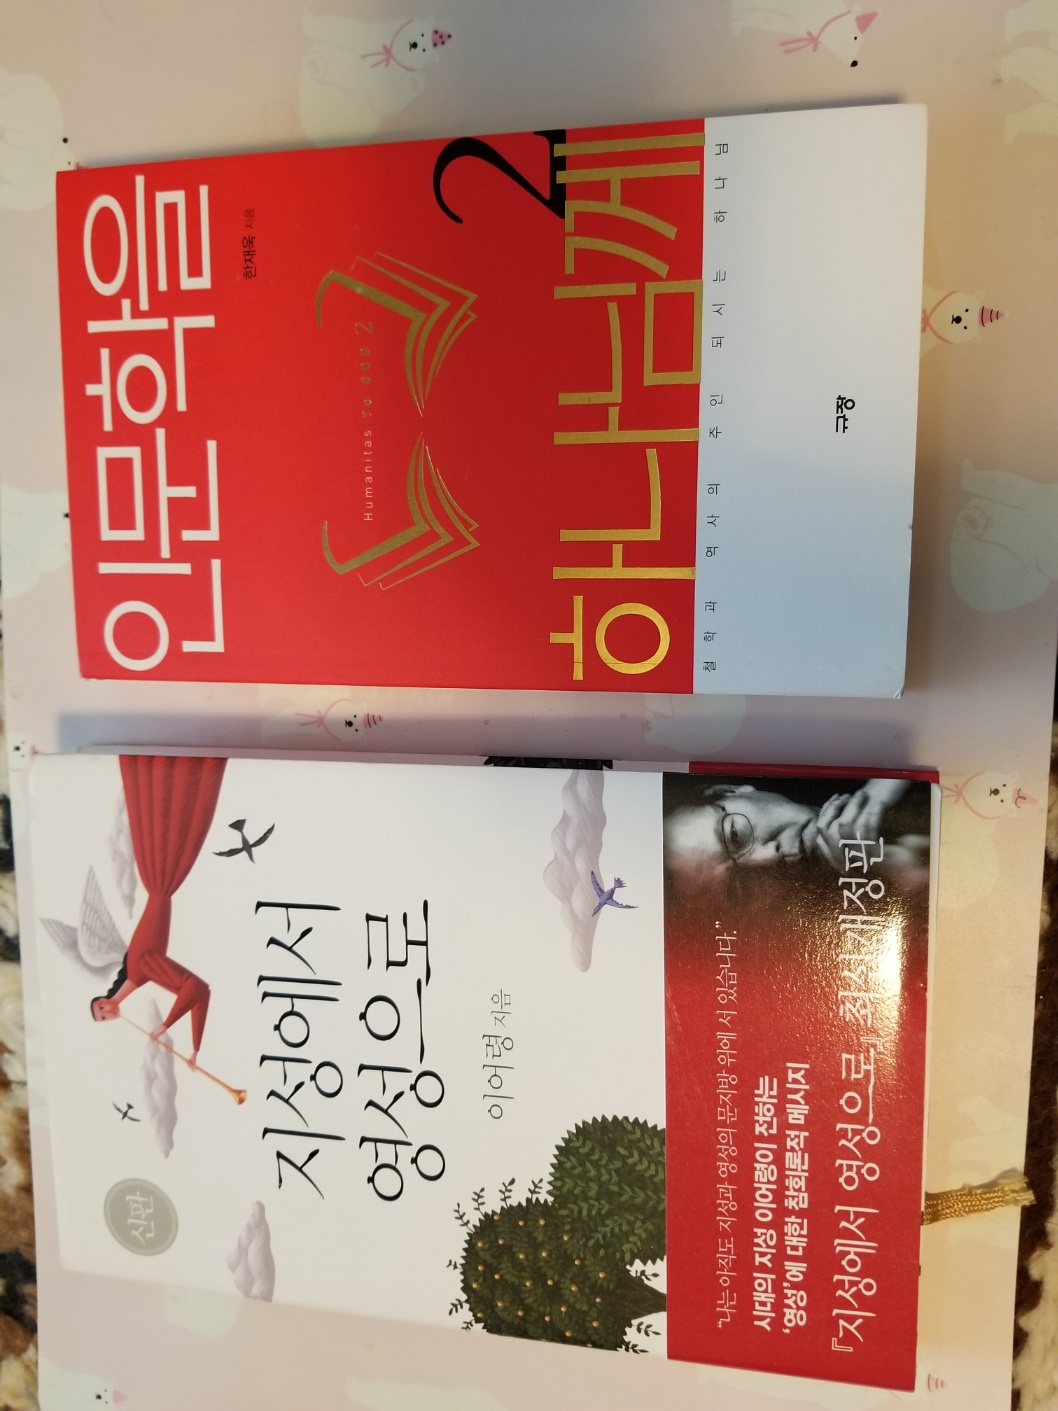 인문학을
한재욱 지음
2
Humanitas To GOD 2
하나님께
철학과 역사의 주인 되시는 하나님
규장
신판
지성에서
영성으로
이어령 지음
“나는 아직도 지성과 영성의 문지방 위에 서 있습니다.”
시대의 지성 이어령이 전하는
‘영성’에 대한 참회론적 메시지
『지성에서 영성으로』 최신개정판